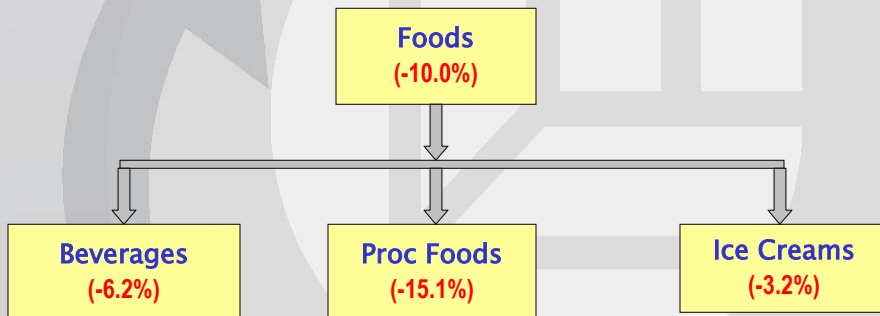 Foods
(-10.0%)
Beverages
(-6.2%)
Proc Foods
(-15.1%)
Ice Creams
(-3.2%)